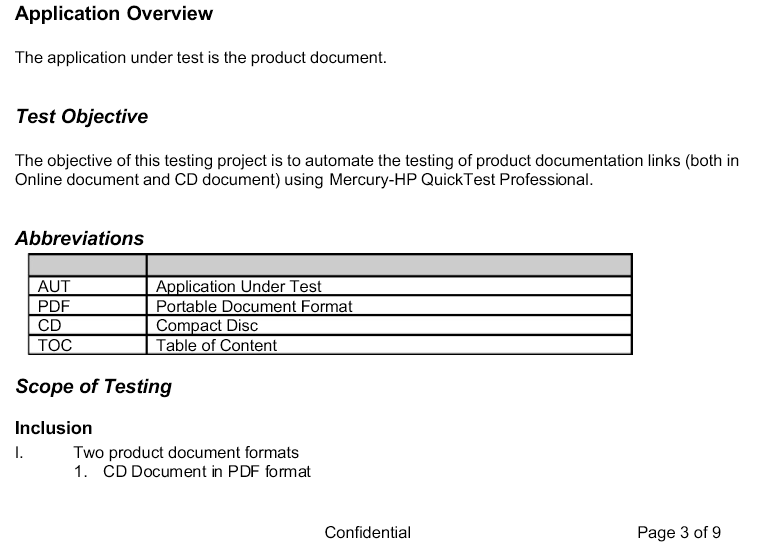 Application Overview
The application under test is the product document.
Test Objective
The objective of this testing project is to automate the testing of product documentation links (both in
Online document and CD document) using Mercury-HP QuickTest Professional.
Abbreviations
AUT Application Under Test
PDF Portable Document Format
CD Compact Disc
TOC Table of Content
Scope of Testing
Inclusion
I. Two product document formats
1. CD Document in PDF format
Confidential Page 3 of 9